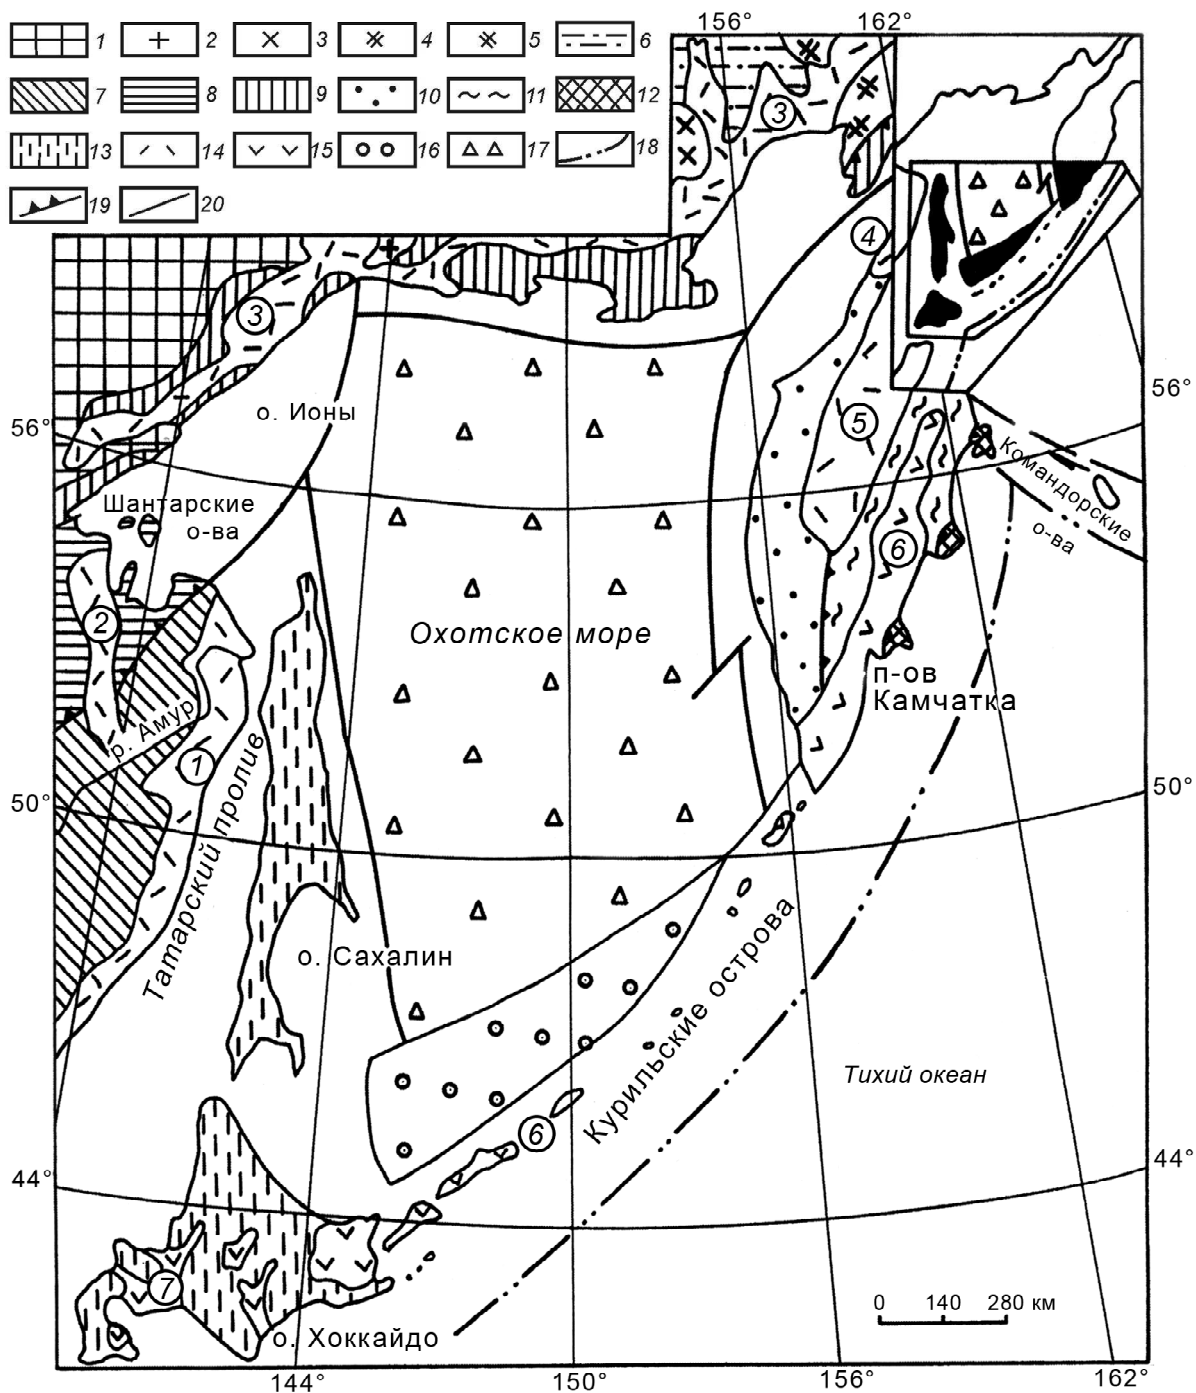 1 2 3 4 5 6
7 8 9 10 11 12
13 14 15 16 17 18
19 20
156° 162°
3
4
3
о. Ионы
56°
56°
5
Командорские
о-ва
Шантарские
о-ва
6
2
Охотское море
п-ов
Камчатка
р. Амур
1
Татарский пролив
50°
50°
о. Сахалин
Курильские острова
Тихий океан
6
44°
44°
7
0 140 280 км
о. Хоккайдо
144° 150° 156° 162°